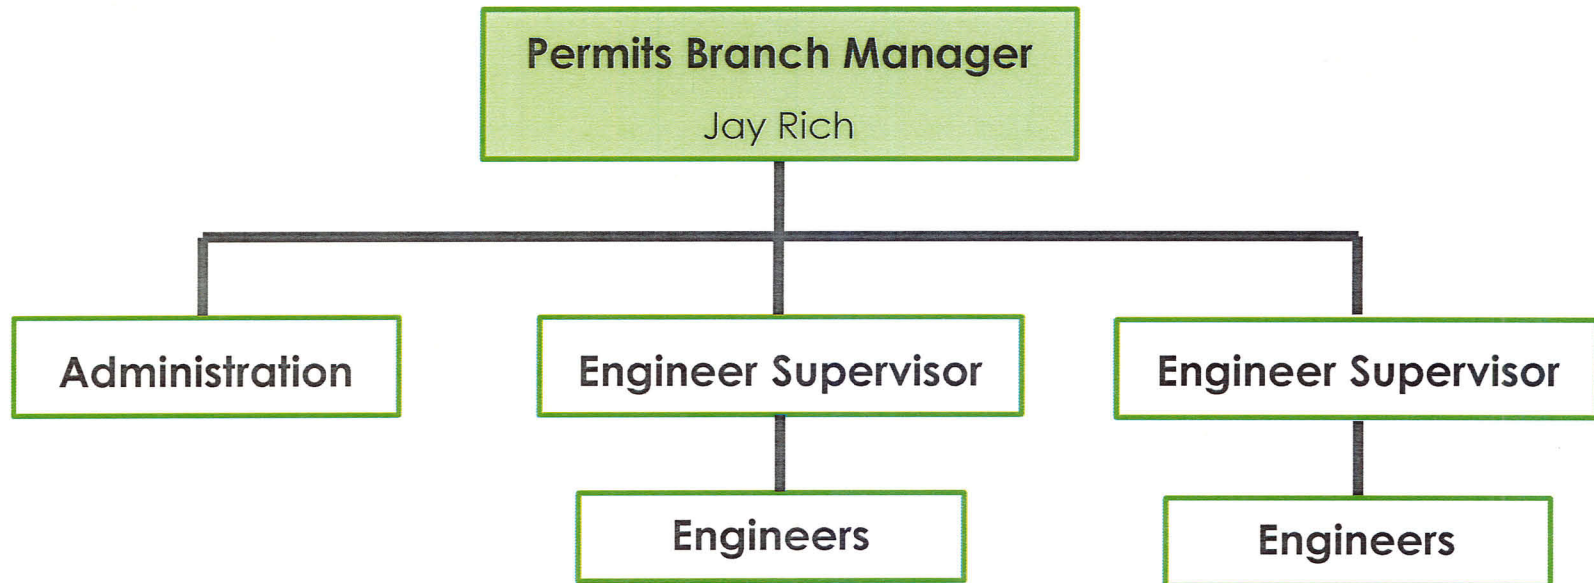 Permits Branch Manager
Jay Rich
Administration
Engineer Supervisor
Engineer Supervisor
Engineers
Engineers